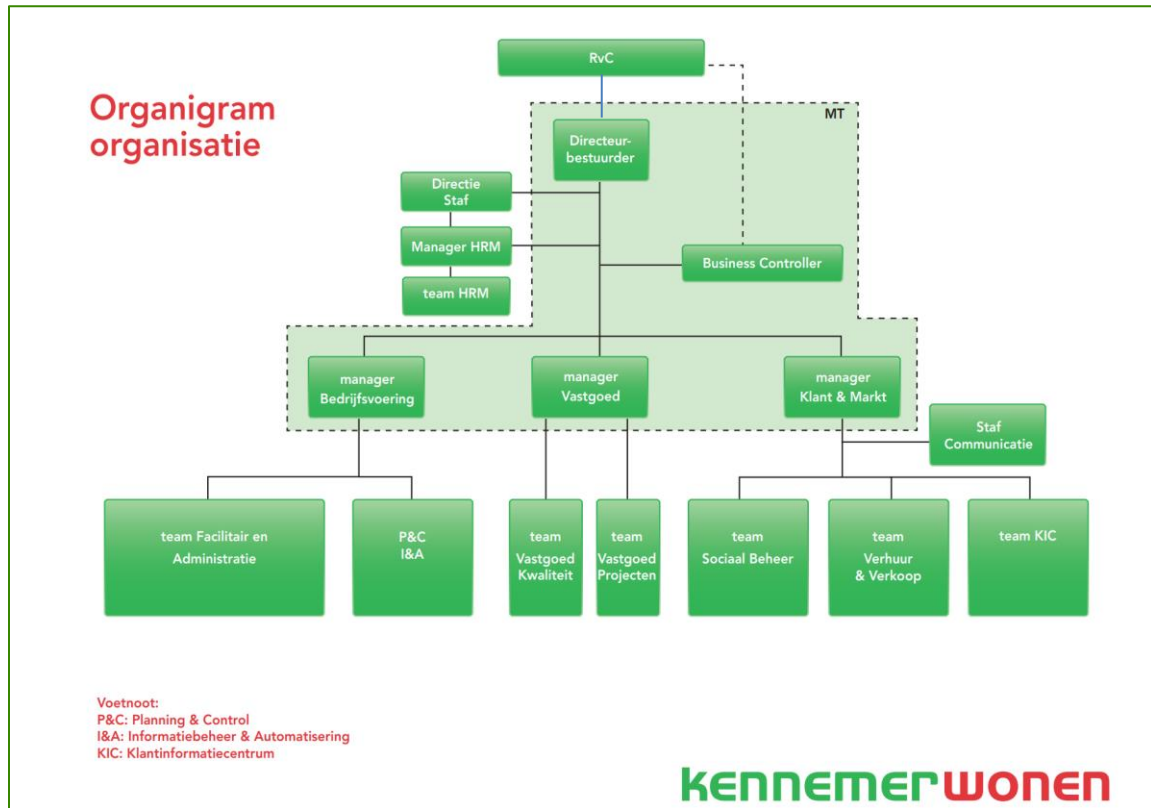 RvC
Organigram
organisatie
MT
Directeur-
bestuurder
Directie
Staf
Manager HRM
Business Controller
team HRM
manager
Bedrijfsvoering
manager
Vastgoed
manager
Klant & Markt
Staf
Communicatie
team Facilitair en
Administratie
P&C
I&A
team
Vastgoed
Kwaliteit
team
Vastgoed
Projecten
team
Sociaal Beheer
team
Verhuur
& Verkoop
team KIC
Voetnoot:
P&C: Planning & Control
I&A: Informatiebeheer & Automatisering
KIC: Klantinformatiecentrum
kennemerwonen